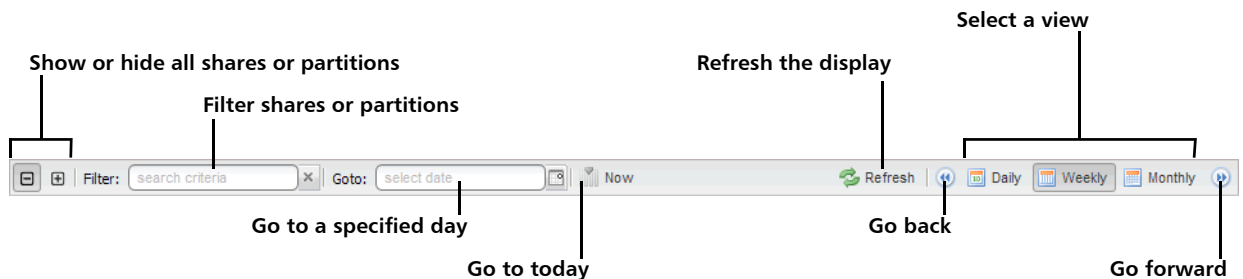 Select a view
Show or hide all shares or partitions
Refresh the display
Filter shares or partitions
Filter: search criteria Goto: select date Now Refresh 10 Daily Weekly Monthly
Go to a specified day
Go back
Go to today
Go forward